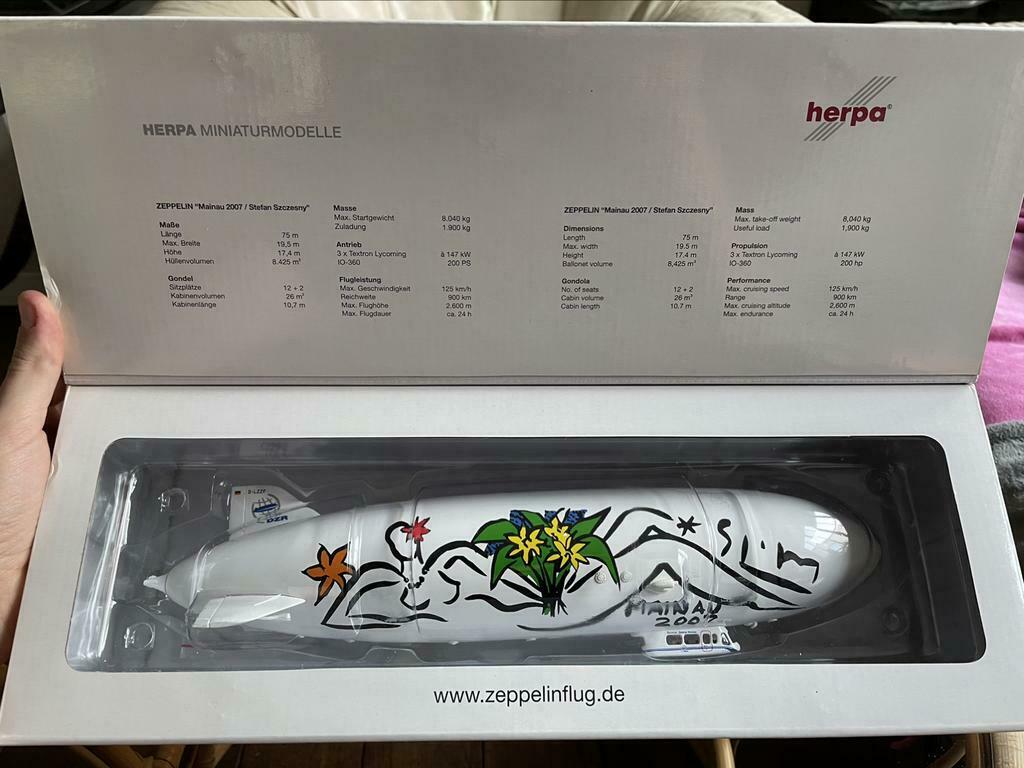 HERPA MINIATURMODELLE
herpa®
ZEPPELIN "Mainau 2007 / Stefan Szczesny"
Maße
Länge 75 m
Max. Breite 19,5 m
Höhe 17,4 m
Hüllenvolumen 8.425 m³
Gondel
Sitzplätze 12 + 2
Kabinenvolumen 26 m³
Kabinenlänge 10,7 m
Masse
Max. Startgewicht 8.040 kg
Zuladung 1.900 kg
Antrieb
3 x Textron Lycoming à 147 kW
IO-360 200 PS
Flugleistung
Max. Geschwindigkeit 125 km/h
Reichweite 900 km
Max. Flughöhe 2,600 m
Max. Flugdauer ca. 24 h
ZEPPELIN "Mainau 2007 / Stefan Szczesny"
Dimensions
Length 75 m
Max. width 19.5 m
Height 17.4 m
Ballonet volume 8,425 m³
Gondola
No. of seats 12 + 2
Cabin volume 26 m³
Cabin length 10.7 m
Mass
Max. take-off weight 8,040 kg
Useful load 1,900 kg
Propulsion
3 x Textron Lycoming à 147 kW
IO-360 200 hp
Performance
Max. cruising speed 125 km/h
Range 900 km
Max. cruising altitude 2,600 m
Max. endurance ca. 24 h
D-LZZF
DZR
MAINAU
2007
www.zeppelinflug.de